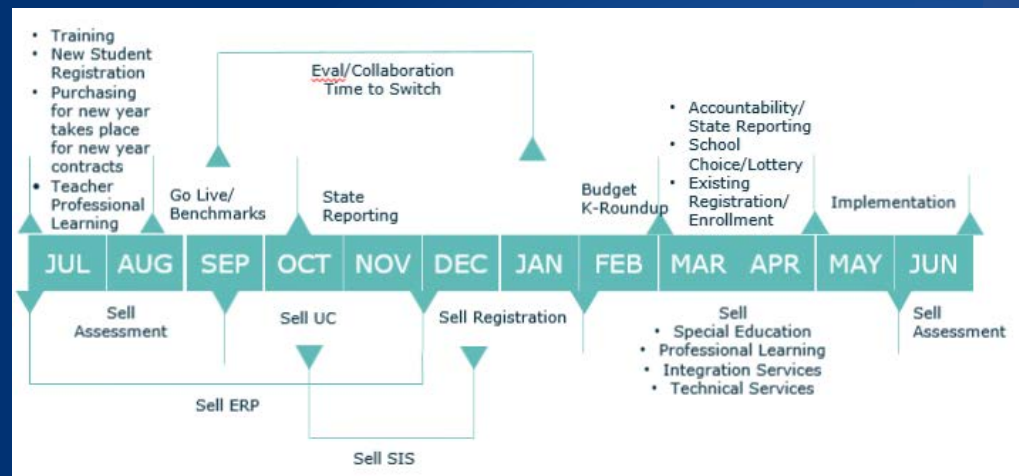 • Training
• New Student
Registration
• Purchasing
for new year
takes place
for new year
contracts
• Teacher
Professional
Learning
Go Live/
Benchmarks
Eval/Collaboration
Time to Switch
State
Reporting
Budget
K-Roundup
• Accountability/
State Reporting
• School
Choice/Lottery
• Existing
Registration/
Enrollment
Implementation
JUL AUG SEP OCT NOV DEC JAN FEB MAR APR MAY JUN
Sell
Assessment
Sell UC
Sell Registration
Sell
• Special Education
• Professional Learning
• Integration Services
• Technical Services
Sell
Assessment
Sell ERP
Sell SIS